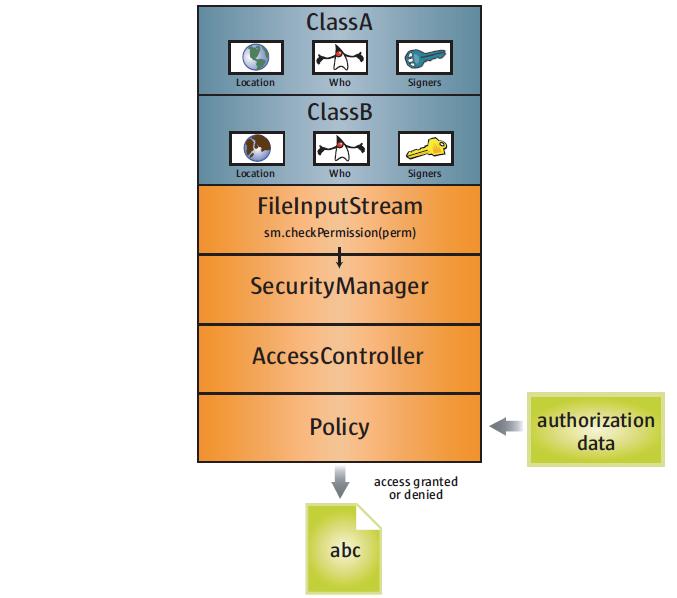 ClassA
Location Who Signers
ClassB
Location Who Signers
FileInputStream
sm.checkPermission(perm)
SecurityManager
AccessController
Policy
authorization
data
access granted
or denied
abc